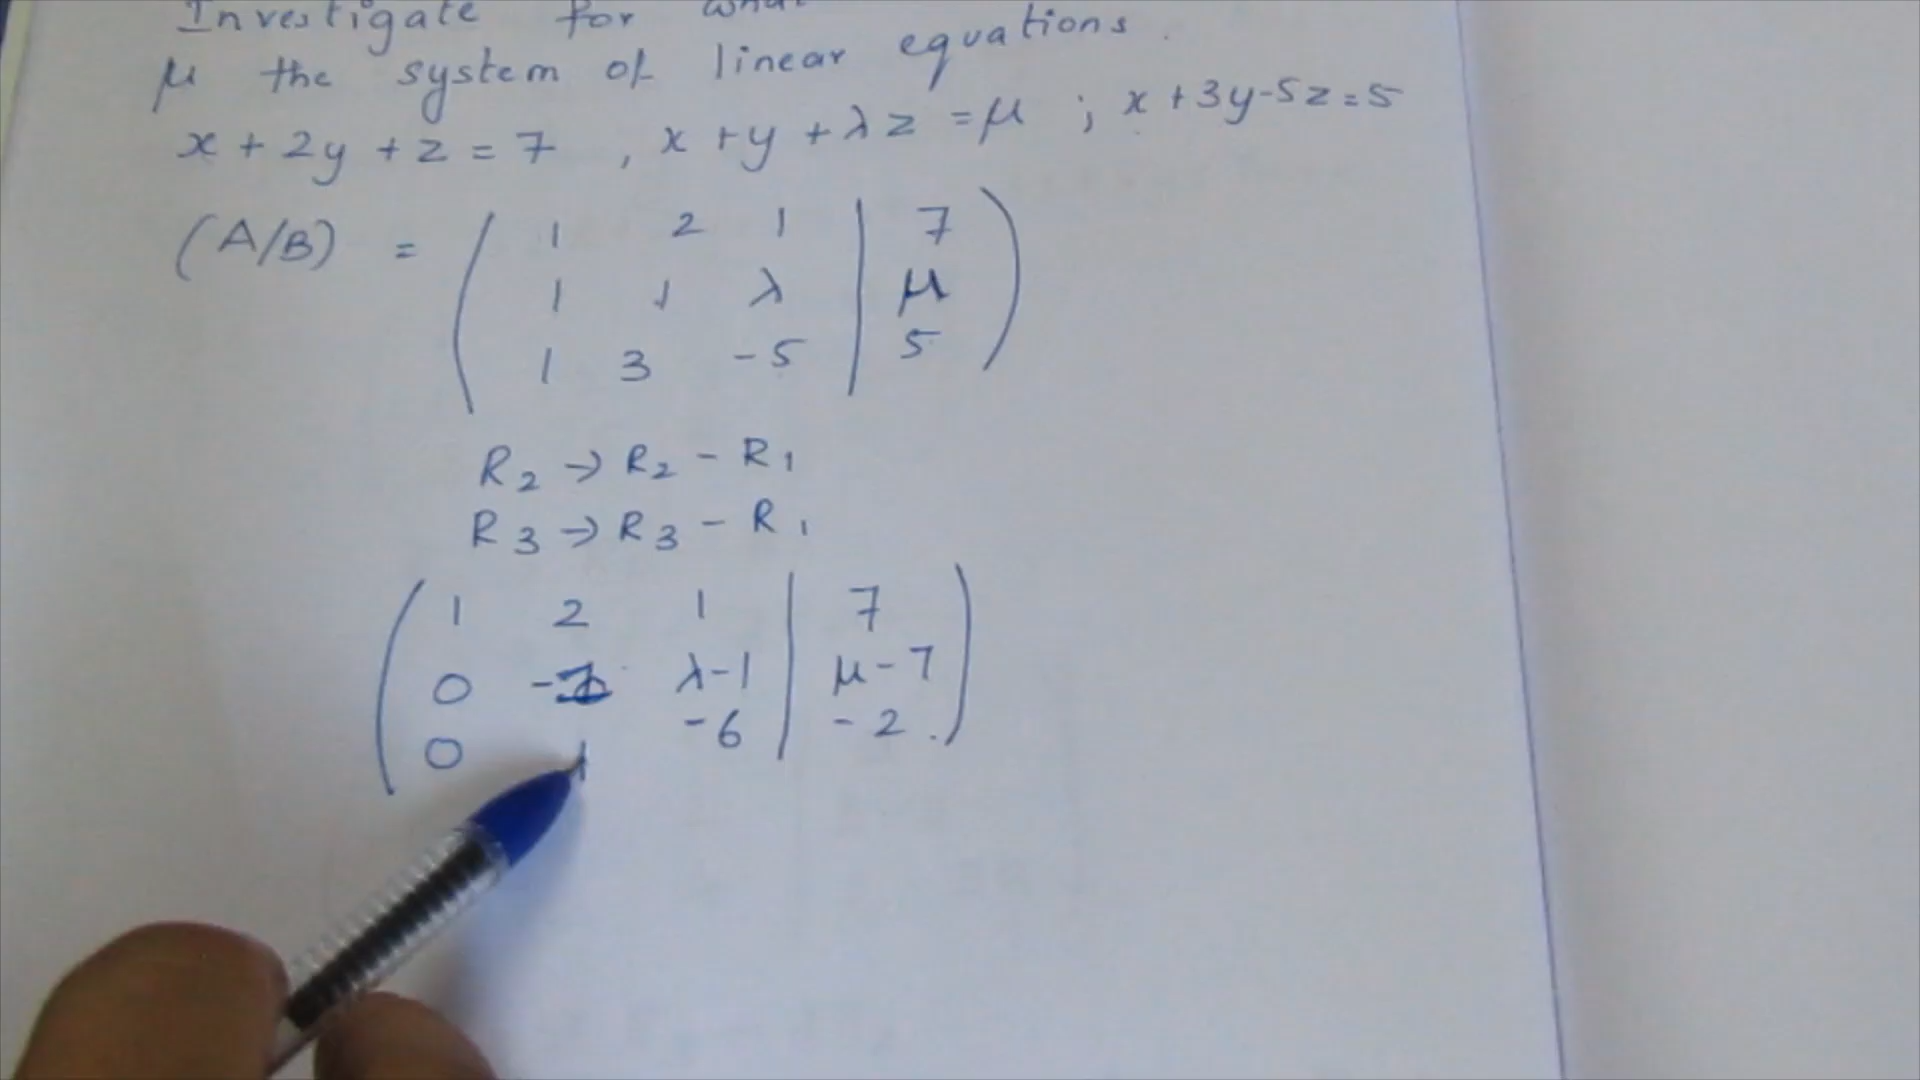 Investigate for what
μ the system of linear equations.
x + 2y + z = 7 , x + y + λz = μ ; x + 3y - 5z = 5
(A/B) = ( 1 2 1 | 7 )
1 1 λ | μ
1 3 -5 | 5
R2 → R2 - R1
R3 → R3 - R1
( 1 2 1 | 7 )
0 - λ-1 | μ-7
0 1 -6 | -2